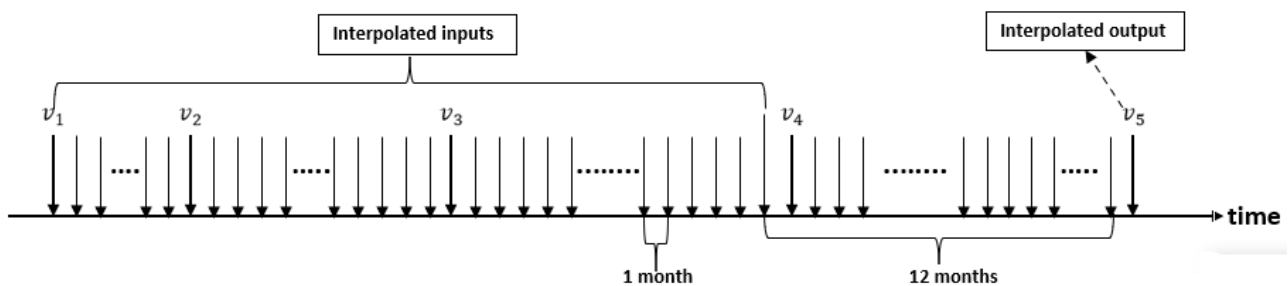 Interpolated inputs
Interpolated output
v₁ v₂ v₃ v₄ v₅
time
1 month
12 months